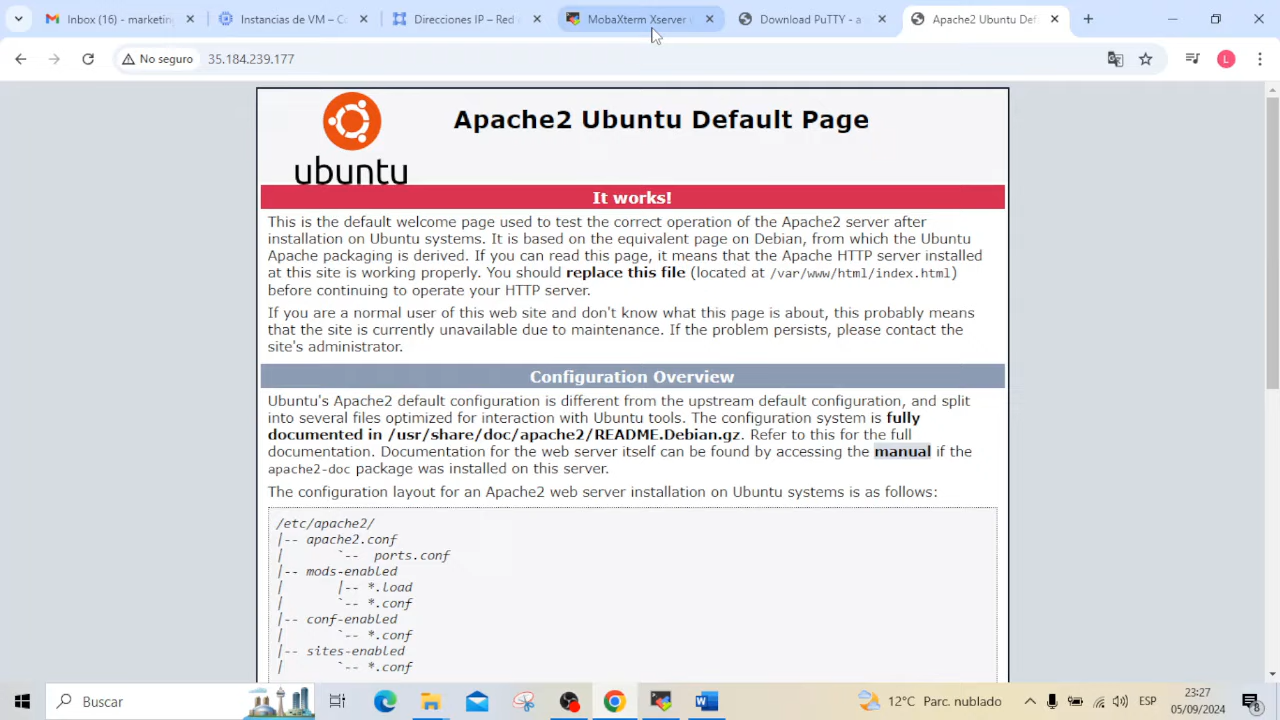 Inbox (16) - marketin
Instancias de VM – Co
Direcciones IP – Red
MobaXterm Xserver
Download PuTTY - a
Apache2 Ubuntu Def
No seguro
35.184.239.177
L
Apache2 Ubuntu Default Page
ubuntu
It works!
This is the default welcome page used to test the correct operation of the Apache2 server after
installation on Ubuntu systems. It is based on the equivalent page on Debian, from which the Ubuntu
Apache packaging is derived. If you can read this page, it means that the Apache HTTP server installed
at this site is working properly. You should replace this file (located at /var/www/html/index.html)
before continuing to operate your HTTP server.
If you are a normal user of this web site and don't know what this page is about, this probably means
that the site is currently unavailable due to maintenance. If the problem persists, please contact the
site's administrator.
Configuration Overview
Ubuntu's Apache2 default configuration is different from the upstream default configuration, and split
into several files optimized for interaction with Ubuntu tools. The configuration system is fully
documented in /usr/share/doc/apache2/README.Debian.gz. Refer to this for the full
documentation. Documentation for the web server itself can be found by accessing the manual if the
apache2-doc package was installed on this server.
The configuration layout for an Apache2 web server installation on Ubuntu systems is as follows:
/etc/apache2/
|-- apache2.conf
|       `--  ports.conf
|-- mods-enabled
|       |-- *.load
|       `-- *.conf
|-- conf-enabled
|       `-- *.conf
|-- sites-enabled
|       `-- *.conf
Buscar
12°C Parc. nublado
ESP
23:27
05/09/2024
8